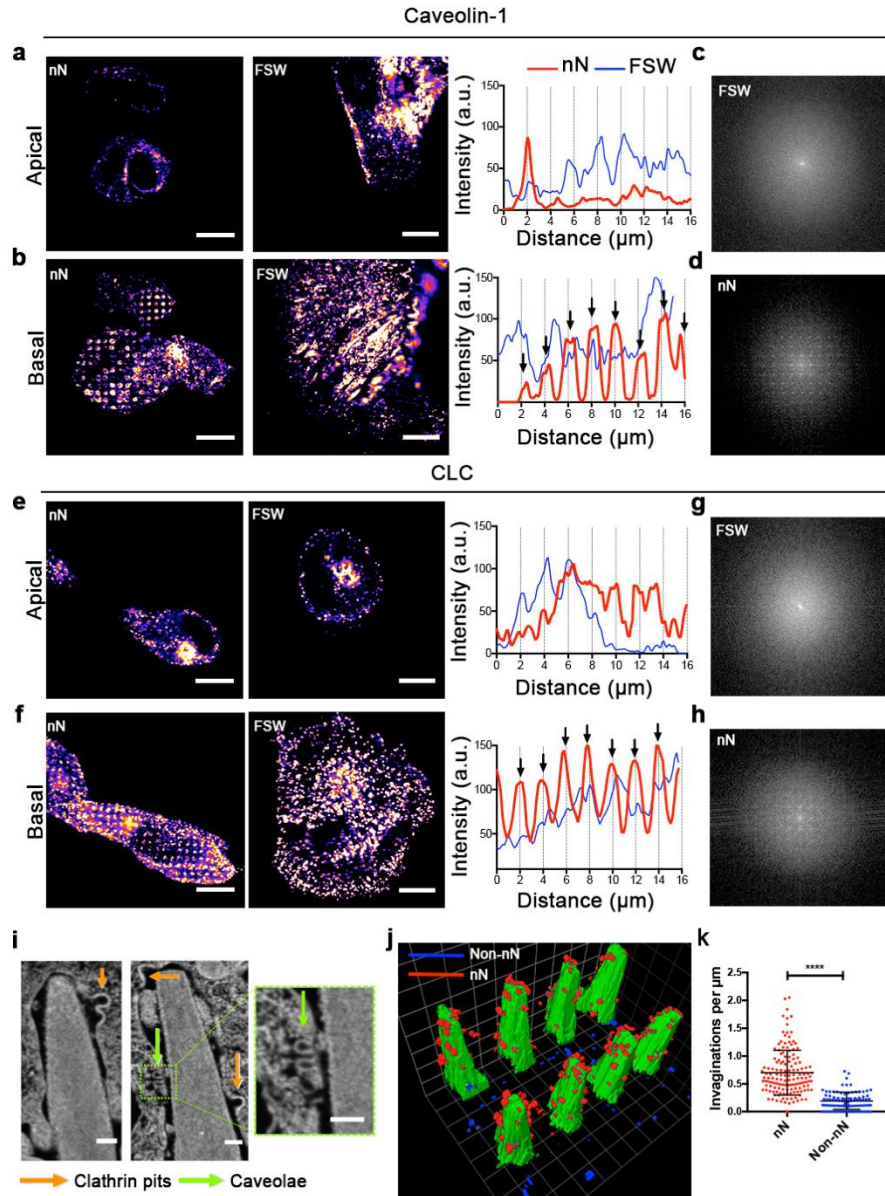 Caveolin-1
a
nN
FSW
Apical
nN FSW
Intensity (a.u.)
150
100
50
0 2 4 6 8 10 12 14 16
Distance (µm)
c
FSW
b
nN
FSW
Basal
Intensity (a.u.)
150
100
50
0 2 4 6 8 10 12 14 16
Distance (µm)
d
nN
CLC
e
nN
FSW
Apical
Intensity (a.u.)
150
100
50
0
0 2 4 6 8 10 12 14 16
Distance (µm)
g
FSW
f
nN
FSW
Basal
Intensity (a.u.)
150
100
50
0 2 4 6 8 10 12 14 16
Distance (µm)
h
nN
i
Clathrin pits Caveolae
j
Non-nN
nN
k
Invaginations per µm
2.5
2.0
1.5
1.0
0.5
0.0
****
nN
Non-nN